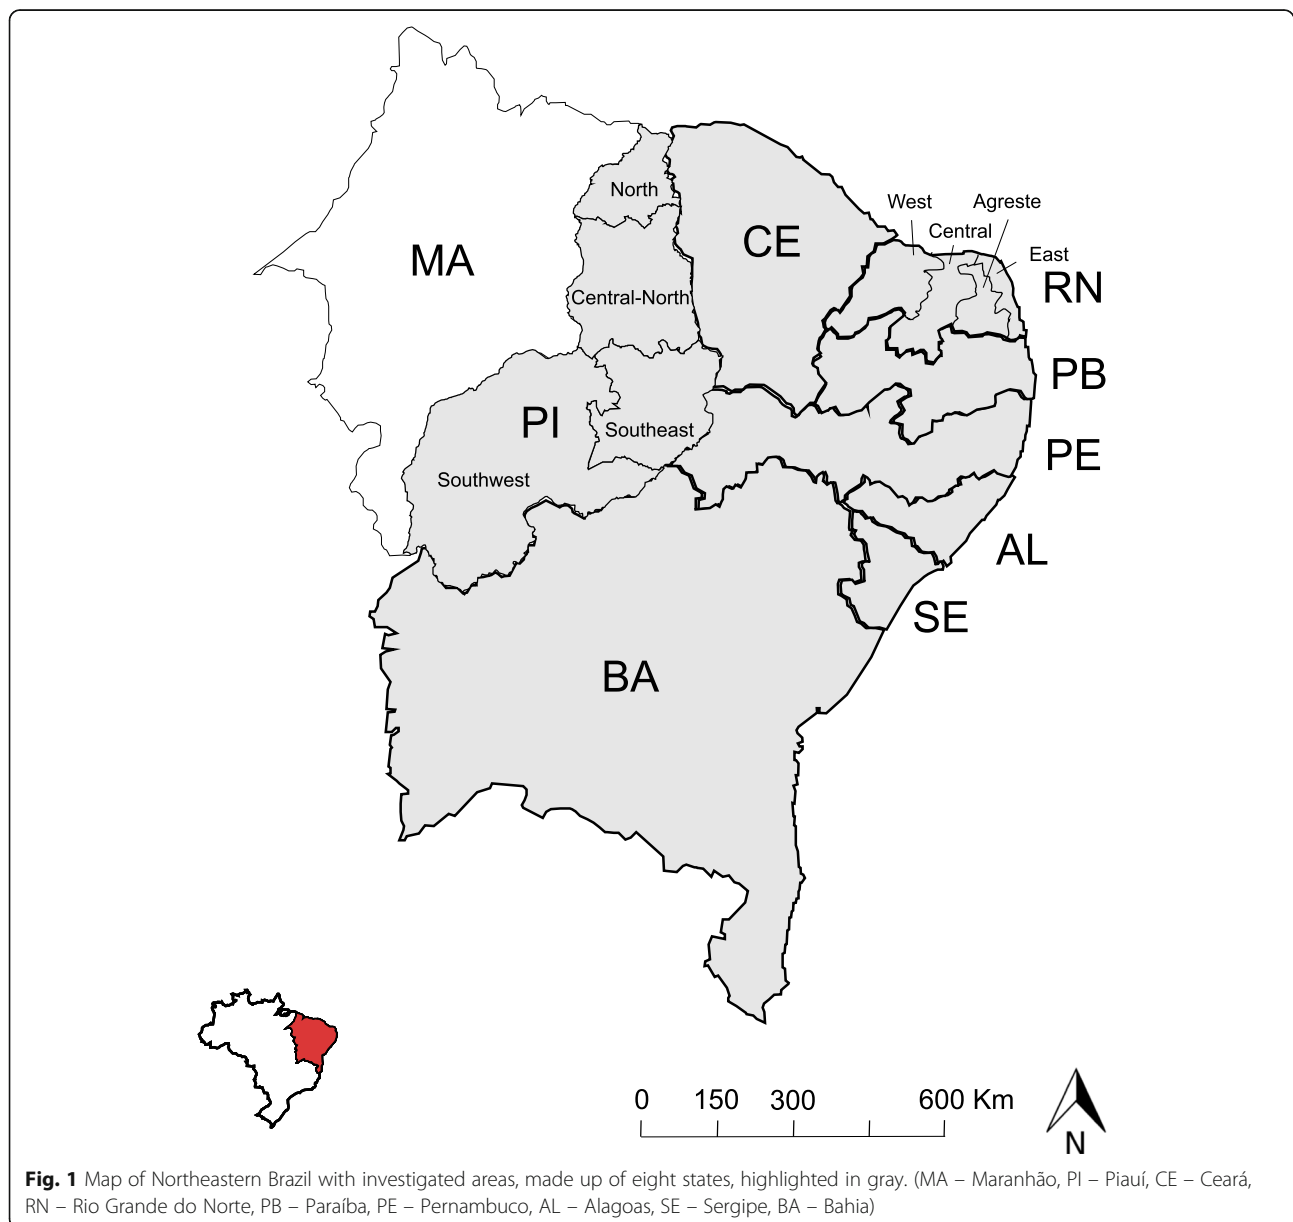 North
West
Agreste
Central
CE
East
MA
RN
Central-North
PB
PI
Southeast
PE
Southwest
AL
SE
BA
0 150 300 600 Km
N
Fig. 1 Map of Northeastern Brazil with investigated areas, made up of eight states, highlighted in gray. (MA – Maranhão, PI – Piauí, CE – Ceará,
RN – Rio Grande do Norte, PB – Paraíba, PE – Pernambuco, AL – Alagoas, SE – Sergipe, BA – Bahia)